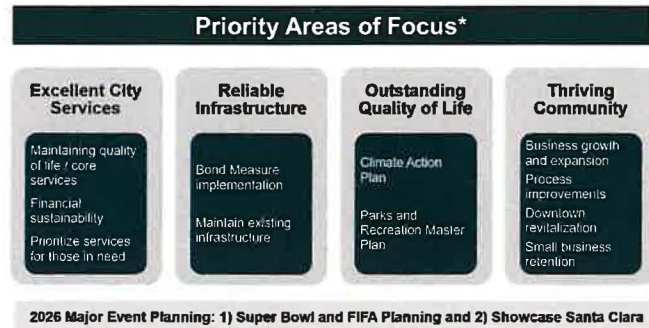 Priority Areas of Focus*
Excellent City
Services
Maintaining quality
of life / core
services
Financial
sustainability
Prioritize services
for those in need
Reliable
Infrastructure
Bond Measure
implementation
Maintain existing
infrastructure
Outstanding
Quality of Life
Climate Action
Plan
Parks and
Recreation Master
Plan
Thriving
Community
Business growth
and expansion
Process
improvements
Downtown
revitalization
Small business
retention
2026 Major Event Planning: 1) Super Bowl and FIFA Planning and 2) Showcase Santa Clara